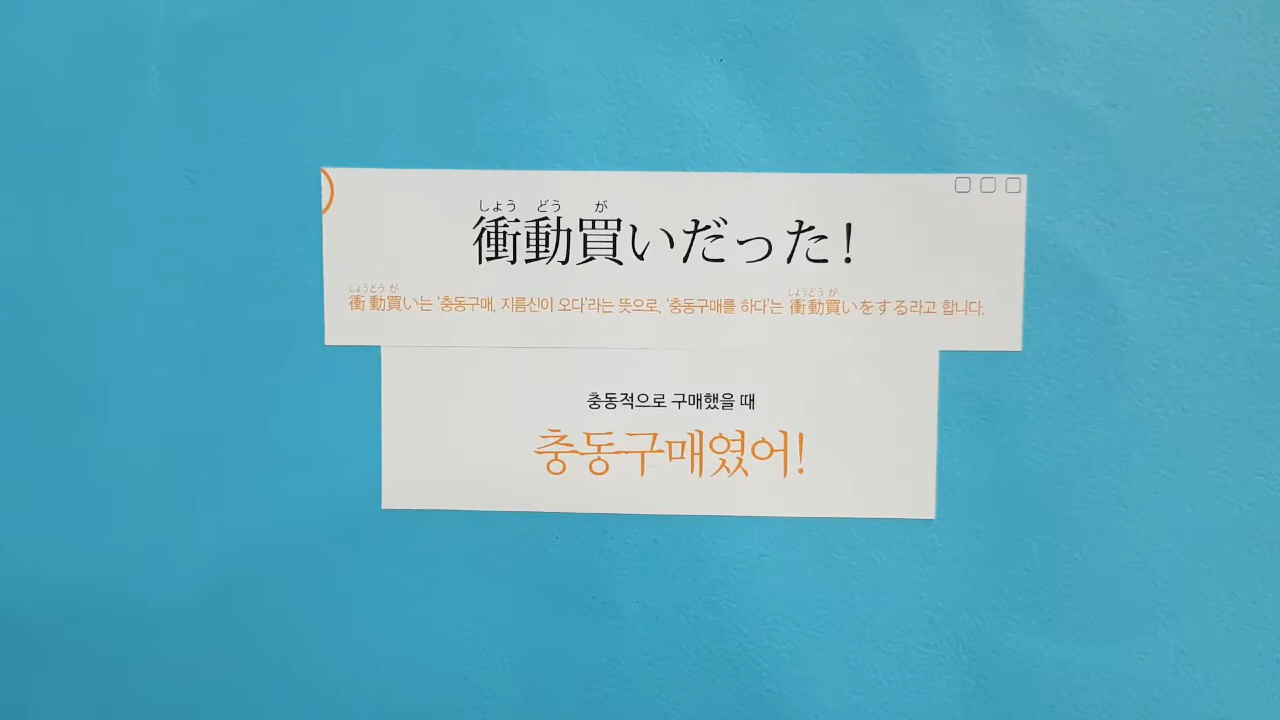 しょう どう が
衝動買いだった!
しょうどう が しょうどう が
衝動買いは '충동구매, 지름신이 오다'라는 뜻으로, '충동구매를 하다'는 衝動買いをする라고 합니다.
충동적으로 구매했을 때
충동구매였어!